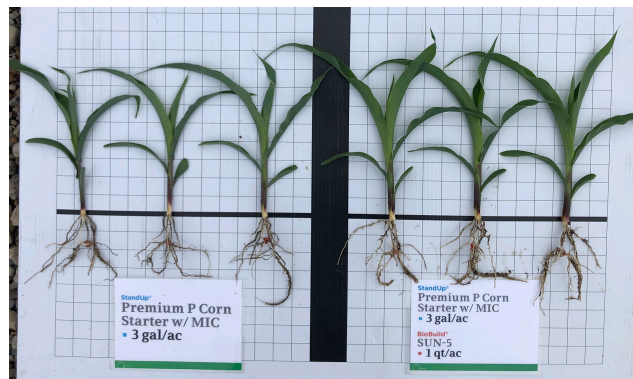 StandUp®
Premium P Corn
Starter w/ MIC
3 gal/ac
StandUp®
Premium P Corn
Starter w/ MIC
3 gal/ac
BioBuild®
SUN-5
1 qt/ac